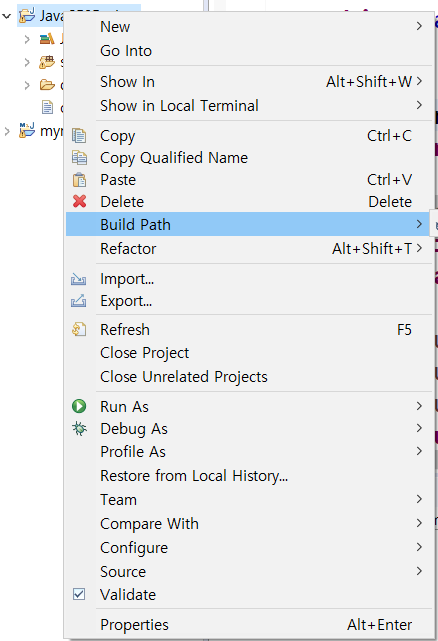 New
Go Into
Show In Alt+Shift+W
Show in Local Terminal
Copy Ctrl+C
Copy Qualified Name
Paste Ctrl+V
Delete Delete
Build Path
Refactor Alt+Shift+T
Import...
Export...
Refresh F5
Close Project
Close Unrelated Projects
Run As
Debug As
Profile As
Restore from Local History...
Team
Compare With
Configure
Source
Validate
Properties Alt+Enter